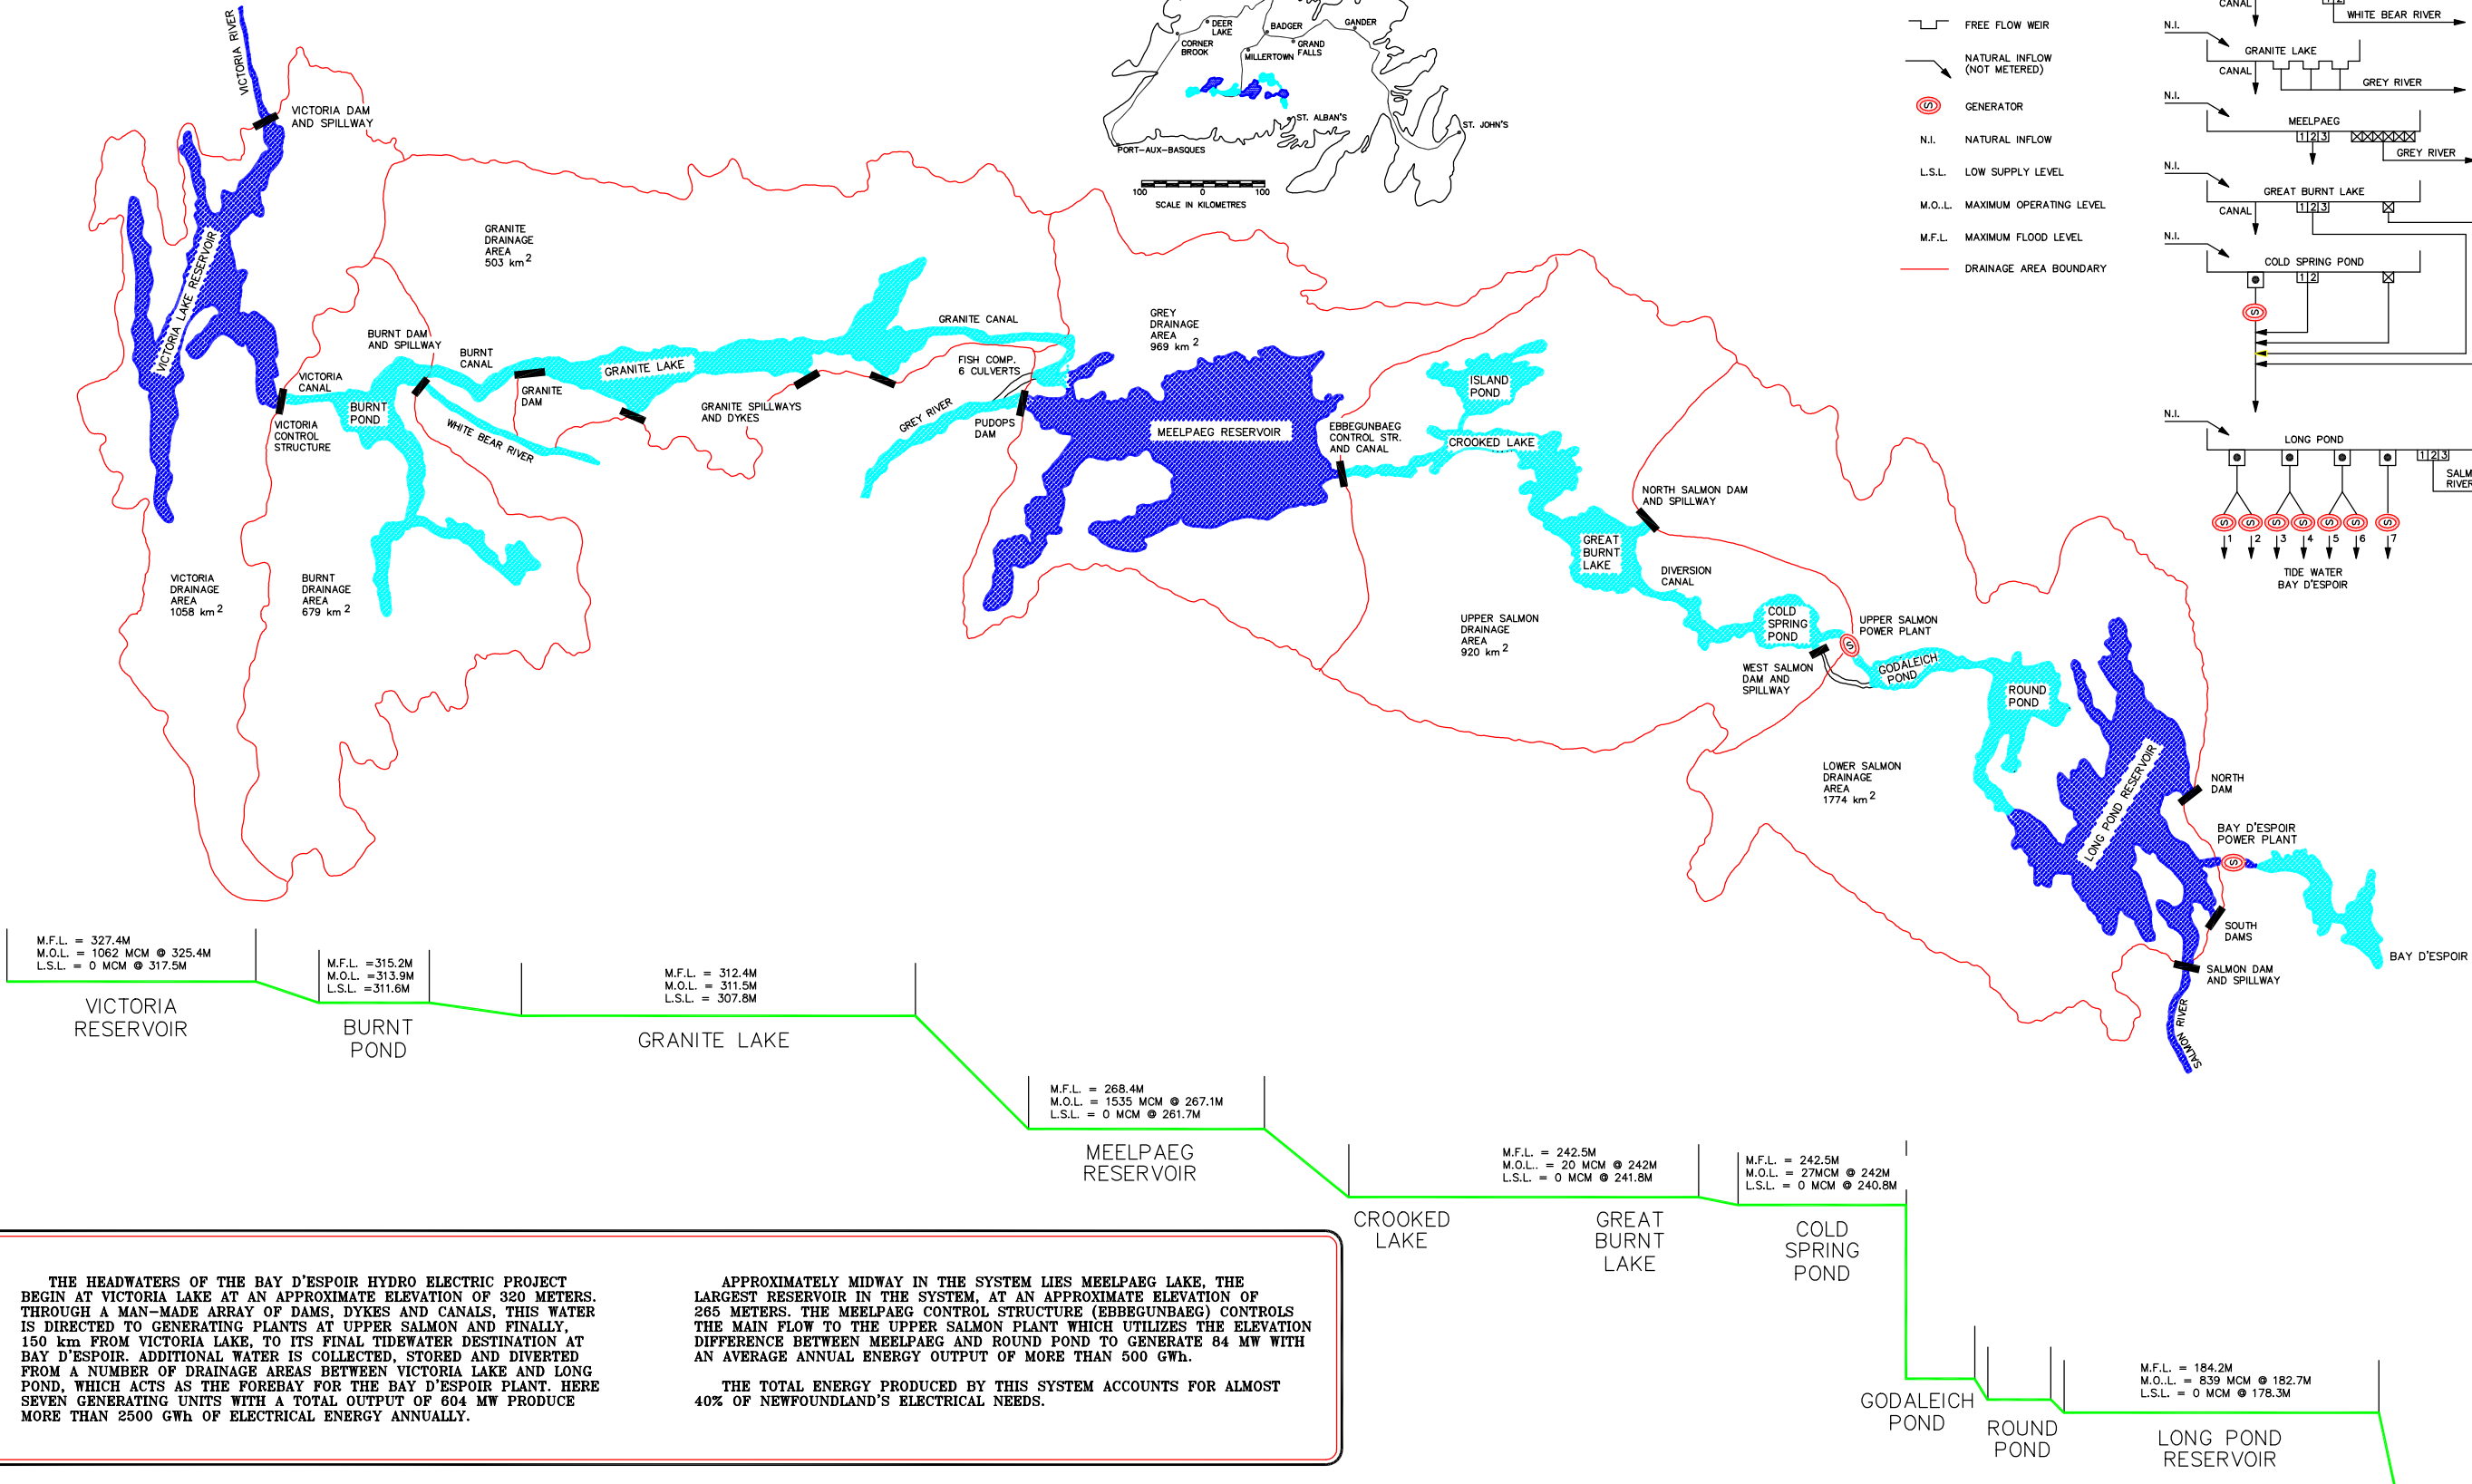 VICTORIA RIVER
VICTORIA DAM
AND SPILLWAY
VICTORIA LAKE RESERVOIR
VICTORIA
CANAL
VICTORIA
CONTROL
STRUCTURE
BURNT
POND
BURNT DAM
AND SPILLWAY
BURNT
CANAL
WHITE BEAR RIVER
GRANITE
DRAINAGE
AREA
503 km2
GRANITE
DAM
GRANITE LAKE
GRANITE SPILLWAYS
AND DYKES
GRANITE CANAL
FISH COMP.
6 CULVERTS
GREY RIVER
PUDOPS
DAM
GREY
DRAINAGE
AREA
969 km2
MEELPAEG RESERVOIR
EBBEGUNBAEG
CONTROL STR.
AND CANAL
ISLAND
POND
CROOKED LAKE
NORTH SALMON DAM
AND SPILLWAY
GREAT
BURNT
LAKE
DIVERSION
CANAL
COLD
SPRING
POND
UPPER SALMON
POWER PLANT
WEST SALMON
DAM AND
SPILLWAY
GODALEICH
POND
ROUND
POND
LONG POND RESERVOIR
VICTORIA
DRAINAGE
AREA
1058 km2
BURNT
DRAINAGE
AREA
679 km2
UPPER SALMON
DRAINAGE
AREA
920 km2
LOWER SALMON
DRAINAGE
AREA
1774 km2
NORTH
DAM
BAY D'ESPOIR
POWER PLANT
SOUTH
DAMS
SALMON DAM
AND SPILLWAY
SALMON RIVER
BAY D'ESPOIR
DEER
LAKE
BADGER
GANDER
CORNER
BROOK
GRAND
FALLS
MILLERTOWN
ST. ALBAN'S
ST. JOHN'S
PORT-AUX-BASQUES
100 0 100
SCALE IN KILOMETRES
FREE FLOW WEIR
NATURAL INFLOW
(NOT METERED)
S GENERATOR
N.I. NATURAL INFLOW
L.S.L. LOW SUPPLY LEVEL
M.O..L. MAXIMUM OPERATING LEVEL
M.F.L. MAXIMUM FLOOD LEVEL
DRAINAGE AREA BOUNDARY
CANAL
1 2
WHITE BEAR RIVER
N.I.
GRANITE LAKE
CANAL
GREY RIVER
N.I.
MEELPAEG
1 2 3
GREY RIVER
N.I.
GREAT BURNT LAKE
CANAL
1 2 3
N.I.
COLD SPRING POND
1 2
S
N.I.
LONG POND
1 2 3
SALM
RIVER
S S S S S S S
1 2 3 4 5 6 7
TIDE WATER
BAY D'ESPOIR
M.F.L. = 327.4M
M.O.L. = 1062 MCM @ 325.4M
L.S.L. = 0 MCM @ 317.5M
VICTORIA
RESERVOIR
M.F.L. =315.2M
M.O.L. =313.9M
L.S.L. =311.6M
BURNT
POND
M.F.L. = 312.4M
M.O.L. = 311.5M
L.S.L. = 307.8M
GRANITE LAKE
M.F.L. = 268.4M
M.O.L. = 1535 MCM @ 267.1M
L.S.L. = 0 MCM @ 261.7M
MEELPAEG
RESERVOIR
M.F.L. = 242.5M
M.O.L.. = 20 MCM @ 242M
L.S.L. = 0 MCM @ 241.8M
CROOKED
LAKE
GREAT
BURNT
LAKE
M.F.L. = 242.5M
M.O.L. = 27MCM @ 242M
L.S.L. = 0 MCM @ 240.8M
COLD
SPRING
POND
GODALEICH
POND
ROUND
POND
M.F.L. = 184.2M
M.O..L. = 839 MCM @ 182.7M
L.S.L. = 0 MCM @ 178.3M
LONG POND
RESERVOIR
THE HEADWATERS OF THE BAY D'ESPOIR HYDRO ELECTRIC PROJECT
BEGIN AT VICTORIA LAKE AT AN APPROXIMATE ELEVATION OF 320 METERS.
THROUGH A MAN-MADE ARRAY OF DAMS, DYKES AND CANALS, THIS WATER
IS DIRECTED TO GENERATING PLANTS AT UPPER SALMON AND FINALLY,
150 km FROM VICTORIA LAKE, TO ITS FINAL TIDEWATER DESTINATION AT
BAY D'ESPOIR. ADDITIONAL WATER IS COLLECTED, STORED AND DIVERTED
FROM A NUMBER OF DRAINAGE AREAS BETWEEN VICTORIA LAKE AND LONG
POND, WHICH ACTS AS THE FOREBAY FOR THE BAY D'ESPOIR PLANT. HERE
SEVEN GENERATING UNITS WITH A TOTAL OUTPUT OF 604 MW PRODUCE
MORE THAN 2500 GWh OF ELECTRICAL ENERGY ANNUALLY.
APPROXIMATELY MIDWAY IN THE SYSTEM LIES MEELPAEG LAKE, THE
LARGEST RESERVOIR IN THE SYSTEM, AT AN APPROXIMATE ELEVATION OF
265 METERS. THE MEELPAEG CONTROL STRUCTURE (EBBEGUNBAEG) CONTROLS
THE MAIN FLOW TO THE UPPER SALMON PLANT WHICH UTILIZES THE ELEVATION
DIFFERENCE BETWEEN MEELPAEG AND ROUND POND TO GENERATE 84 MW WITH
AN AVERAGE ANNUAL ENERGY OUTPUT OF MORE THAN 500 GWh.
THE TOTAL ENERGY PRODUCED BY THIS SYSTEM ACCOUNTS FOR ALMOST
40% OF NEWFOUNDLAND'S ELECTRICAL NEEDS.